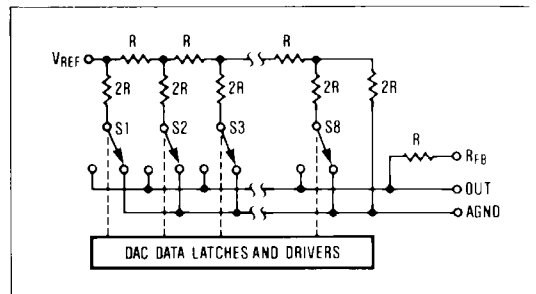 R R R
VREF
2R 2R 2R 2R 2R
S1 S2 S3 S8
R RFB
OUT
AGND
DAC DATA LATCHES AND DRIVERS